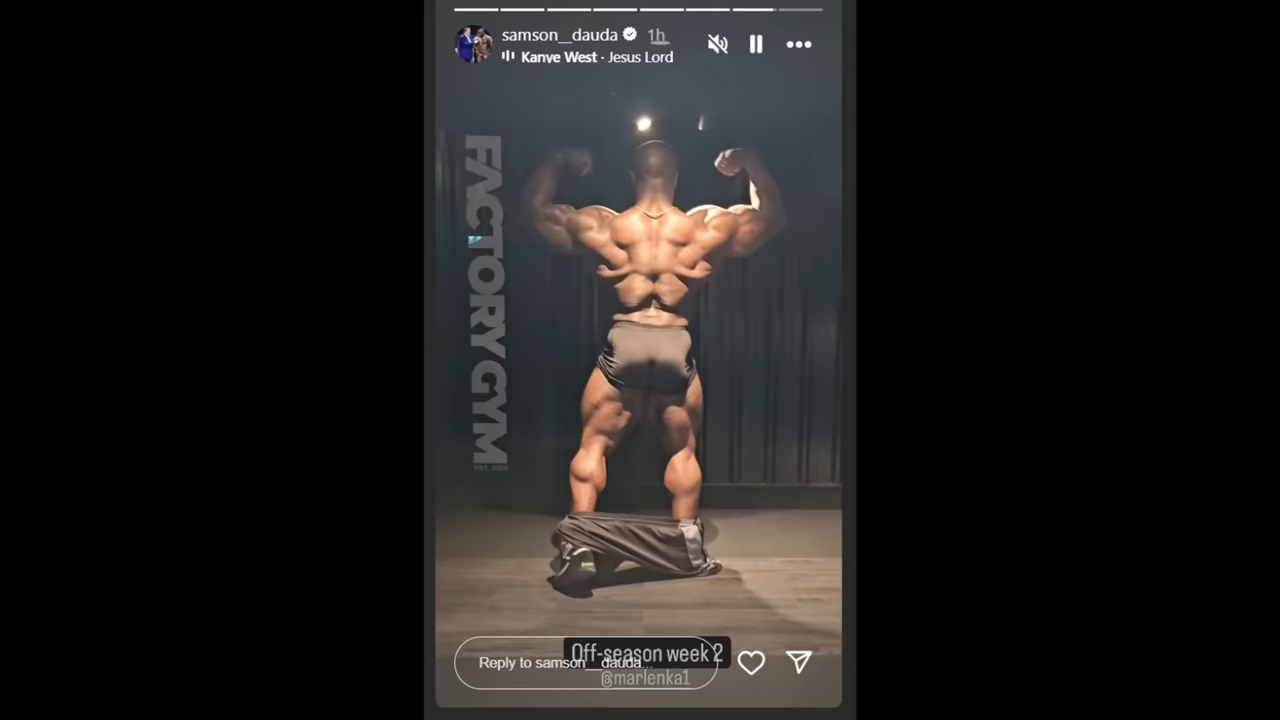 samson__dauda 1h
Kanye West · Jesus Lord
FACTORY GYM
Off-season week 2
Reply to samson__dauda...
@marlenka1